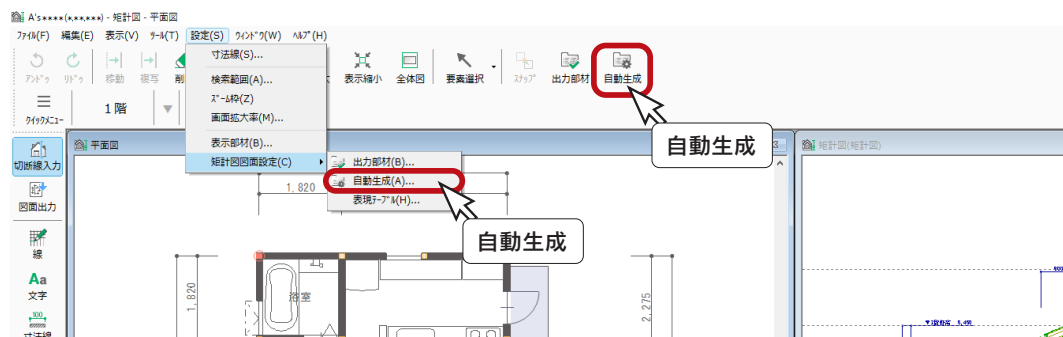 A's****(*,**,***) - 矩計図 - 平面図
ﾌｧｲﾙ(F) 編集(E) 表示(V) ﾂｰﾙ(T) 設定(S) ｳｨﾝﾄﾞｳ(W) ﾍﾙﾌﾟ(H)
ｱﾝﾄﾞｩ ﾘﾄﾞｩ 移動 複写 削 表示縮小 全体図 要素選択 ｽﾅｯﾌﾟ 出力部材 自動生成
ｸｲｯｸﾒﾆｭｰ 1階
寸法線(S)...
検索範囲(A)...
ｽﾞｰﾑ枠(Z)
画面拡大率(M)...
表示部材(B)...
矩計図図面設定(C)
出力部材(B)...
自動生成(A)...
表現ﾃｰﾌﾞﾙ(H)...
自動生成
自動生成
切断線入力
図面出力
線
Aa
文字
100
寸法線
平面図
1,820
1,820
浴室
2,275
矩計図(矩計図)